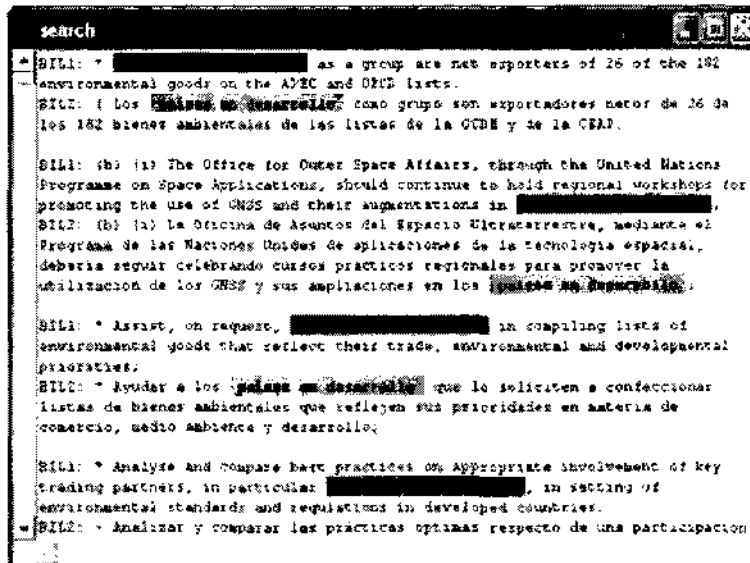 search
BIL1: * as a group are net exporters of 26 of the 182
environmental goods on the APEC and OECD lists.
BIL2: { Los países en desarrollo, como grupo son exportadores netos de 26 de
los 182 bienes ambientales de las listas de la OCDE y de la CEAP.
BIL1: (b) (i) The Office for Outer Space Affairs, through the United Nations
Programme on Space Applications, should continue to hold regional workshops for
promoting the use of GNSS and their augmentations in
BIL2: (b) (i) La Oficina de Asuntos del Espacio Ultraterrestre, mediante el
Programa de las Naciones Unidas de aplicaciones de la tecnología espacial,
debería seguir celebrando cursos prácticos regionales para promover la
utilización de los GNSS y sus ampliaciones en los países en desarrollo;
BIL1: * Assist, on request, in compiling lists of
environmental goods that reflect their trade, environmental and developmental
priorities;
BIL2: * Ayudar a los países en desarrollo que lo soliciten a confeccionar
listas de bienes ambientales que reflejen sus prioridades en materia de
comercio, medio ambiente y desarrollo;
BIL1: * Analyse and compare best practices on appropriate involvement of key
trading partners, in particular , in setting of
environmental standards and regulations in developed countries.
BIL2: * Analizar y comparar las prácticas óptimas respecto de una participación